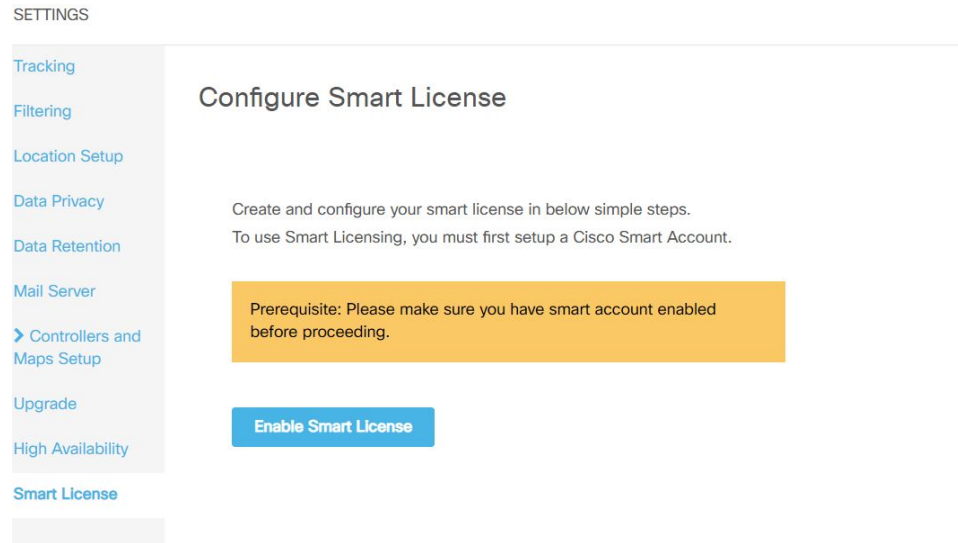 SETTINGS
Tracking
Filtering
Location Setup
Data Privacy
Data Retention
Mail Server
Controllers and
Maps Setup
Upgrade
High Availability
Smart License
Configure Smart License
Create and configure your smart license in below simple steps.
To use Smart Licensing, you must first setup a Cisco Smart Account.
Prerequisite: Please make sure you have smart account enabled
before proceeding.
Enable Smart License